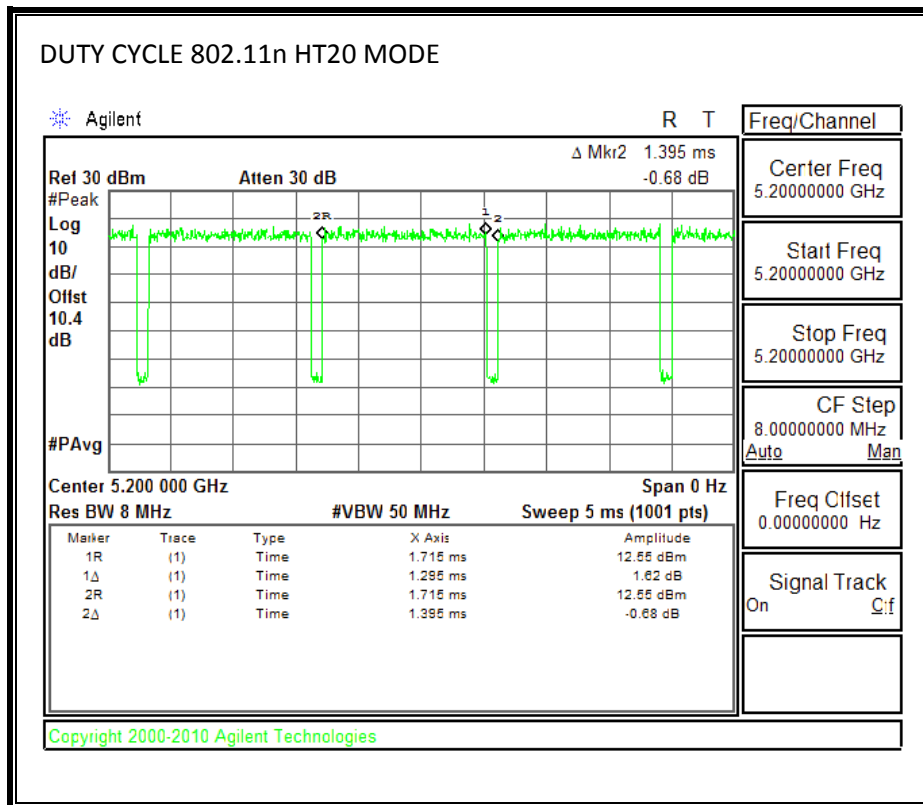 DUTY CYCLE 802.11n HT20 MODE
Agilent R T
Δ Mkr2 1.395 ms
Ref 30 dBm Atten 30 dB -0.68 dB
#Peak
Log
10
dB/
Offst
10.4
dB
#PAvg
2R
1
2
Center 5.200 000 GHz Span 0 Hz
Res BW 8 MHz #VBW 50 MHz Sweep 5 ms (1001 pts)
Marker Trace Type X Axis Amplitude
1R (1) Time 1.715 ms 12.55 dBm
1Δ (1) Time 1.295 ms 1.62 dB
2R (1) Time 1.715 ms 12.55 dBm
2Δ (1) Time 1.395 ms -0.68 dB
Copyright 2000-2010 Agilent Technologies
Freq/Channel
Center Freq
5.20000000 GHz
Start Freq
5.20000000 GHz
Stop Freq
5.20000000 GHz
CF Step
8.00000000 MHz
Auto Man
Freq Offset
0.00000000 Hz
Signal Track
On Off